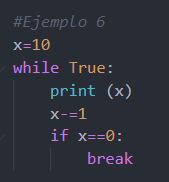 #Ejemplo 6
x=10
while True:
    print (x)
    x-=1
    if x==0:
        break